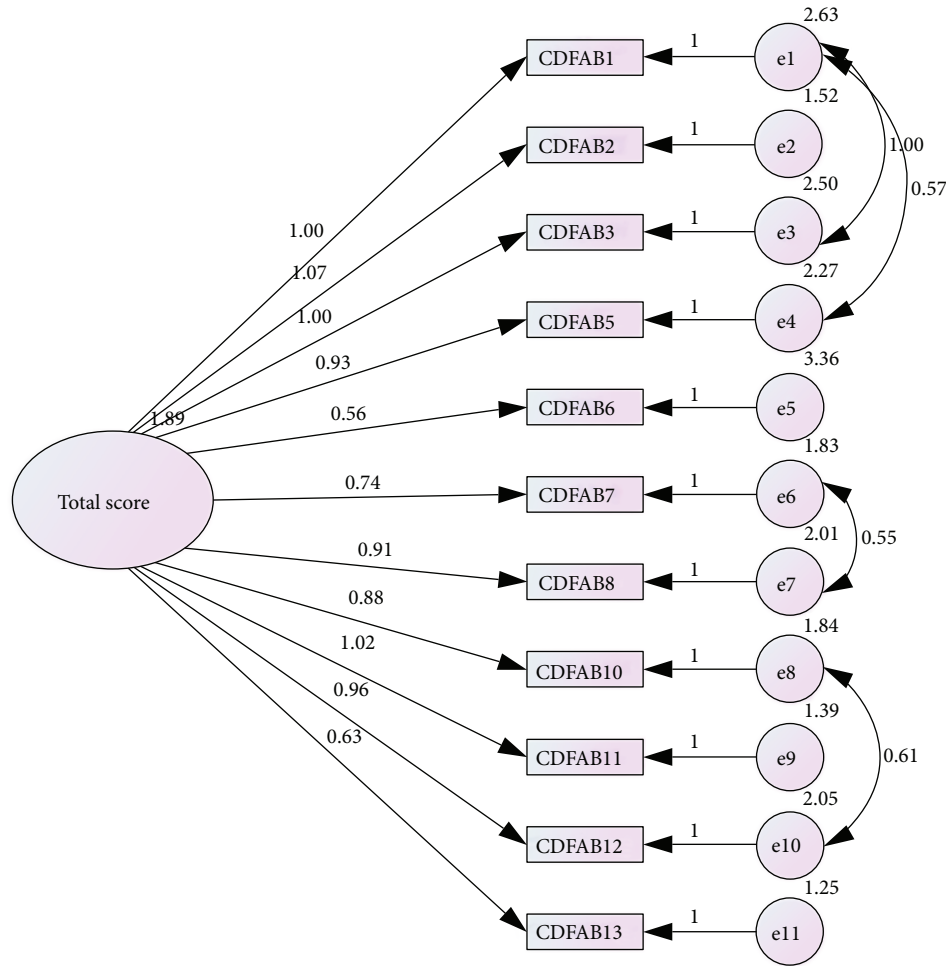 2.63
CDFAB1
1
e1
1.52
CDFAB2
1
e2
1.00
2.50
0.57
1.00
CDFAB3
1
e3
2.27
1.07
1.00
CDFAB5
1
e4
3.36
0.93
1.89
0.56
CDFAB6
1
e5
1.83
Total score
0.74
CDFAB7
1
e6
2.01
0.55
0.91
CDFAB8
1
e7
1.84
0.88
CDFAB10
1
e8
1.39
1.02
0.96
CDFAB11
1
e9
0.61
2.05
0.63
CDFAB12
1
e10
1.25
CDFAB13
1
e11